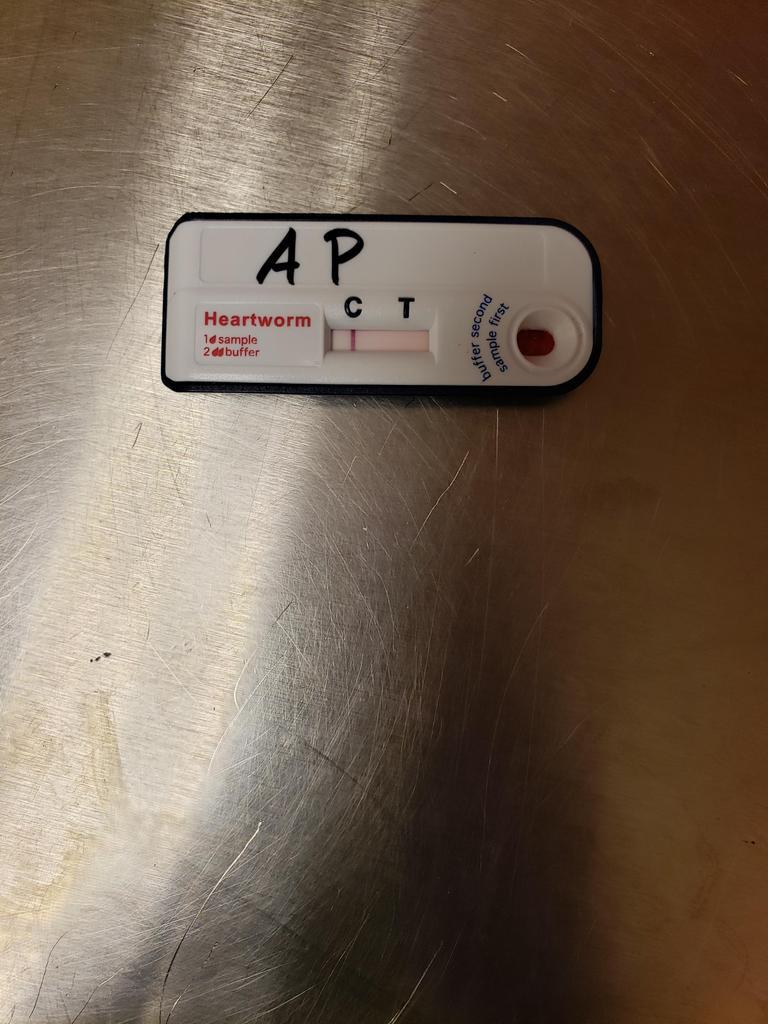 AP
C T
Heartworm
1 sample
2 buffer
buffer second
sample first